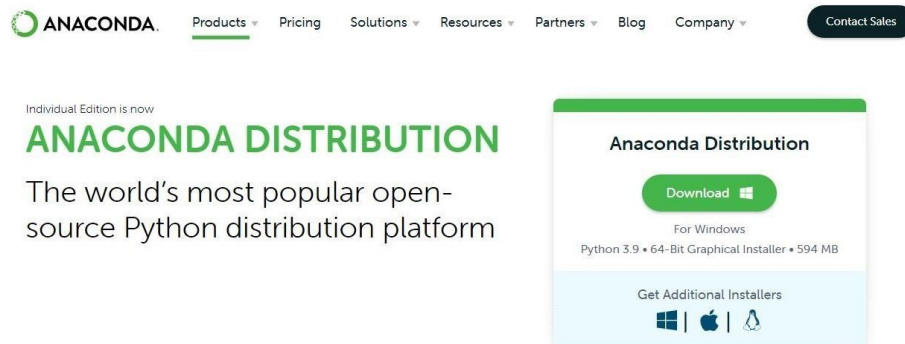 ANACONDA.
Products Pricing Solutions Resources Partners Blog Company Contact Sales
Individual Edition is now
ANACONDA DISTRIBUTION
The world's most popular open-
source Python distribution platform
Anaconda Distribution
Download
For Windows
Python 3.9 • 64-Bit Graphical Installer • 594 MB
Get Additional Installers